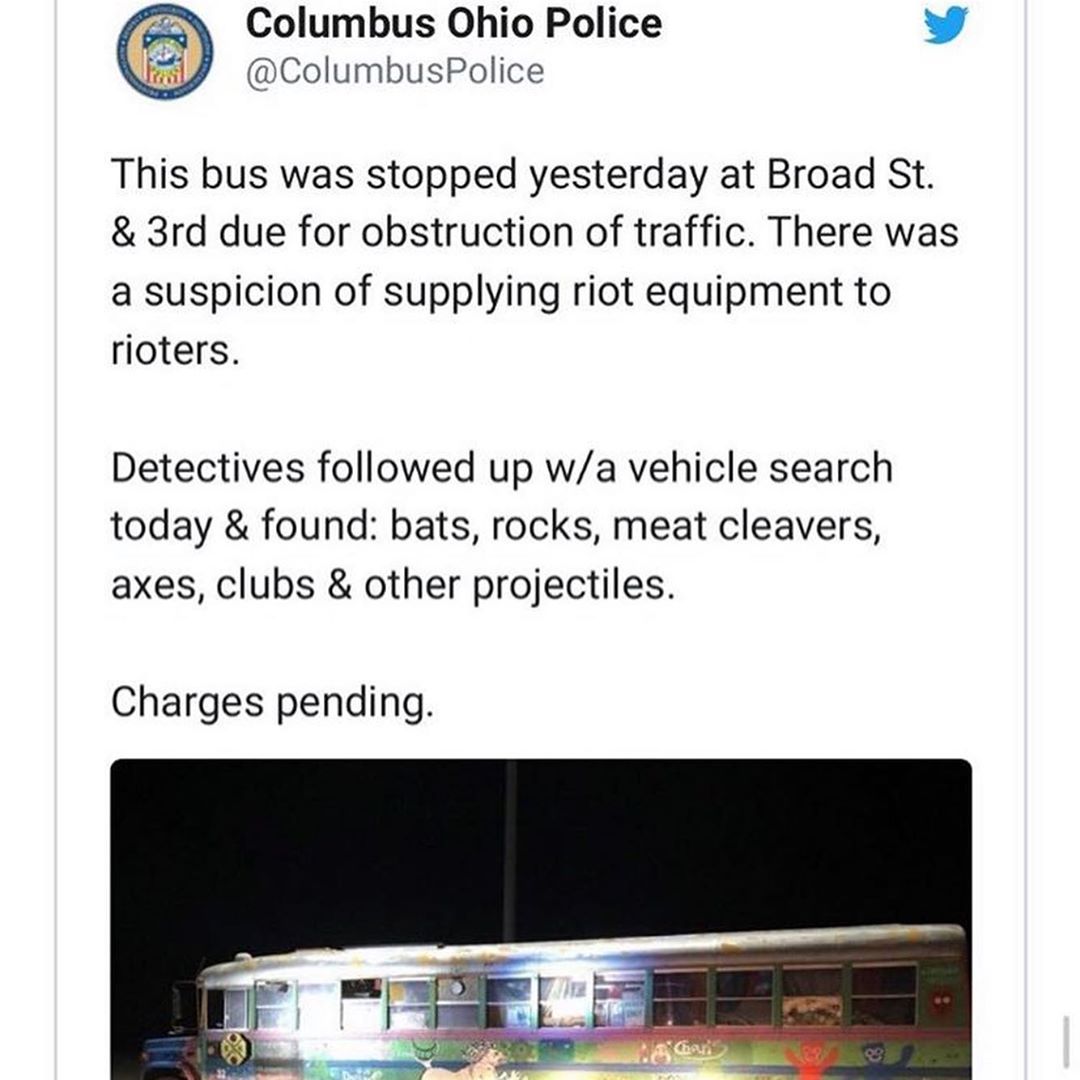 Columbus Ohio Police
@ColumbusPolice
This bus was stopped yesterday at Broad St.
& 3rd due for obstruction of traffic. There was
a suspicion of supplying riot equipment to
rioters.
Detectives followed up w/a vehicle search
today & found: bats, rocks, meat cleavers,
axes, clubs & other projectiles.
Charges pending.